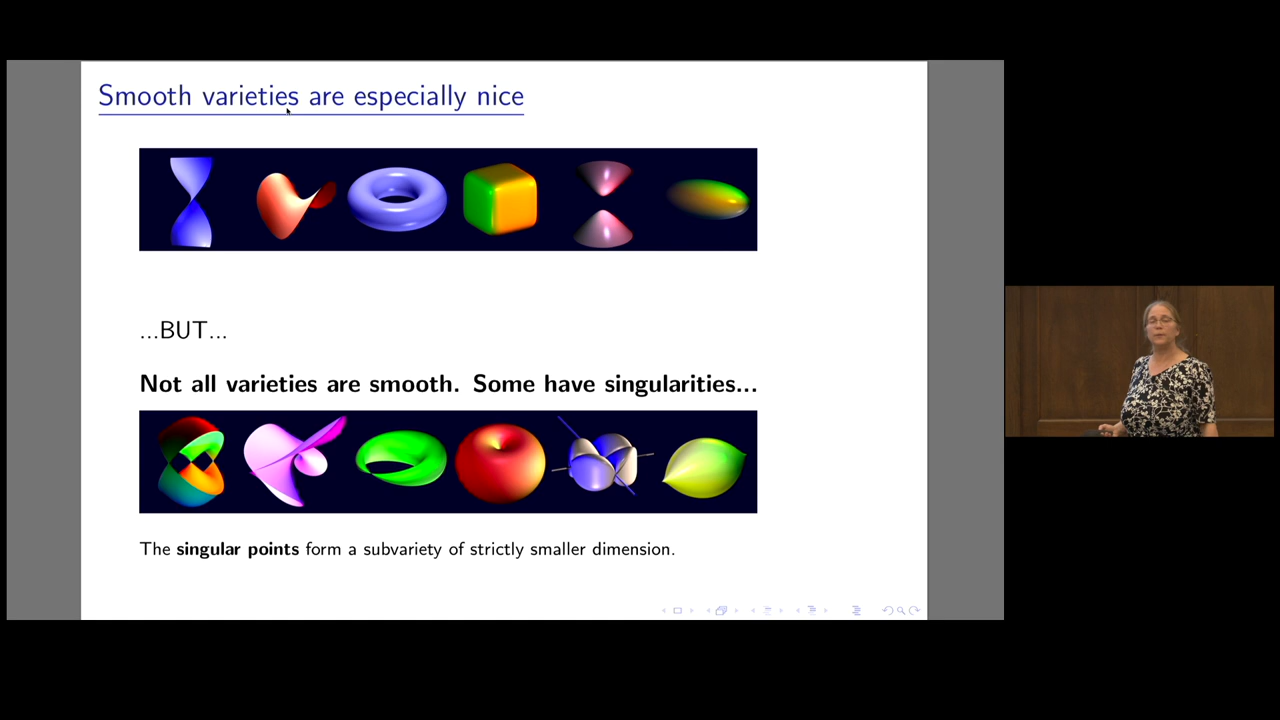 Smooth varieties are especially nice
...BUT...
Not all varieties are smooth. Some have singularities...
The singular points form a subvariety of strictly smaller dimension.